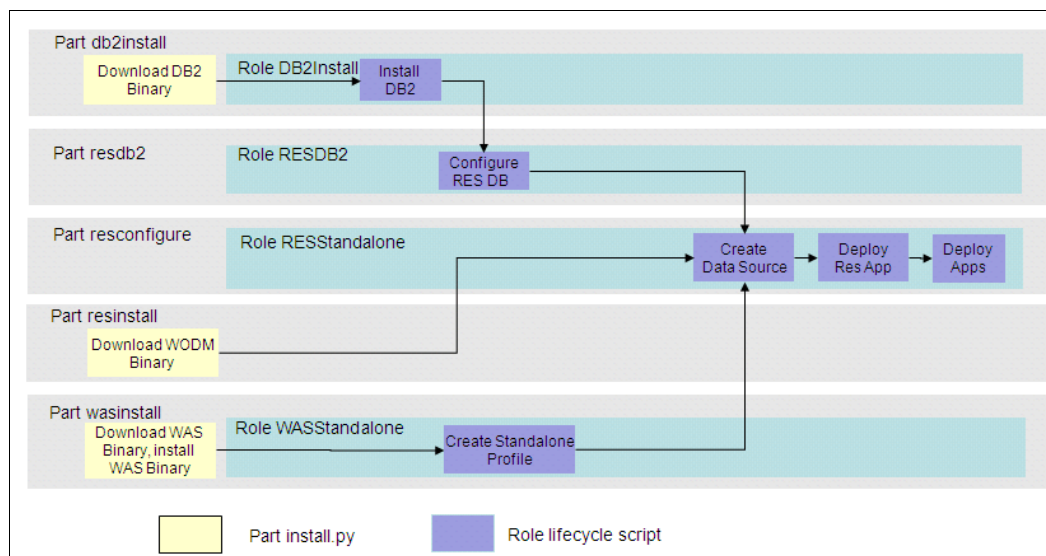 Part db2install
Download DB2
Binary
Role DB2Install
Install
DB2
Part resdb2
Role RESDB2
Configure
RES DB
Part resconfigure
Role RESStandalone
Create
Data Source
Deploy
Res App
Deploy
Apps
Part resinstall
Download WODM
Binary
Part wasinstall
Download WAS
Binary, install
WAS Binary
Role WASStandalone
Create Standalone
Profile
Part install.py
Role lifecycle script